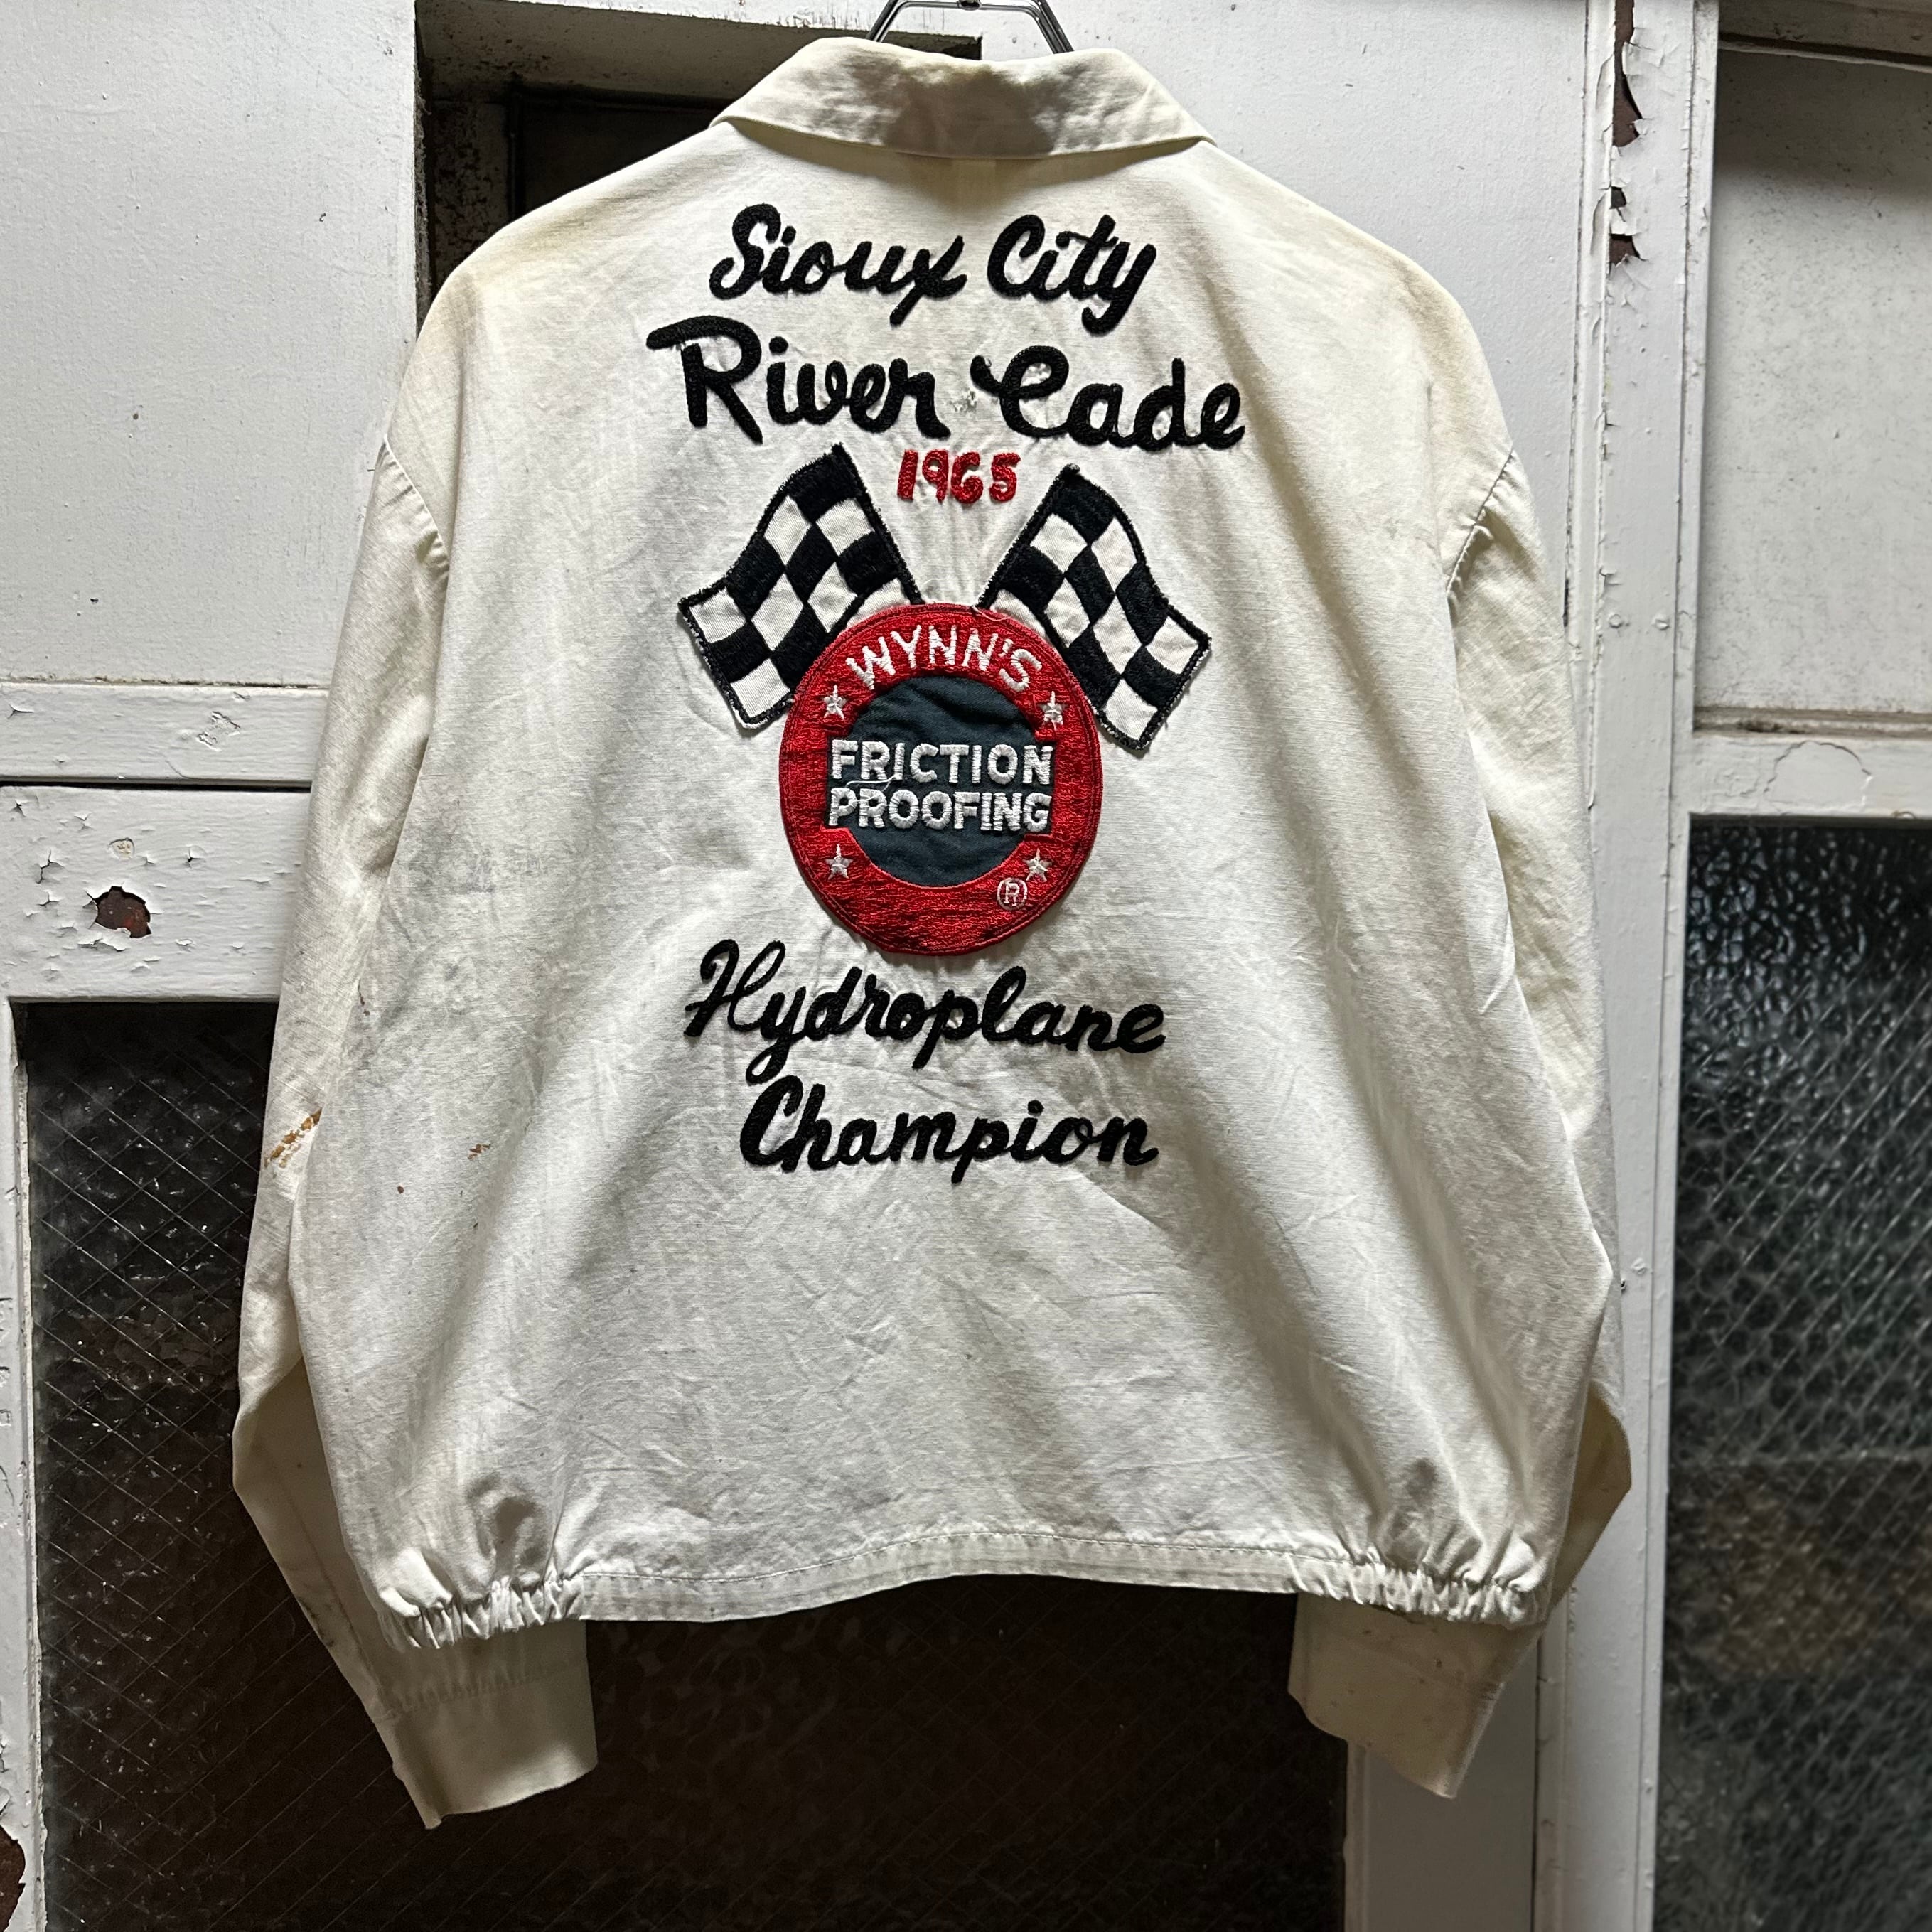 Sioux City
River Cade
1965
WYNN'S
FRICTION
PROOFING
®
Hydroplane
Champion